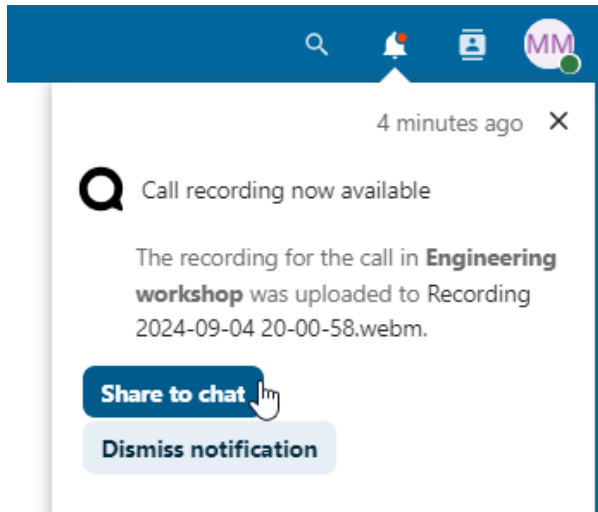 MM
4 minutes ago
Call recording now available
The recording for the call in Engineering
workshop was uploaded to Recording
2024-09-04 20-00-58.webm.
Share to chat
Dismiss notification